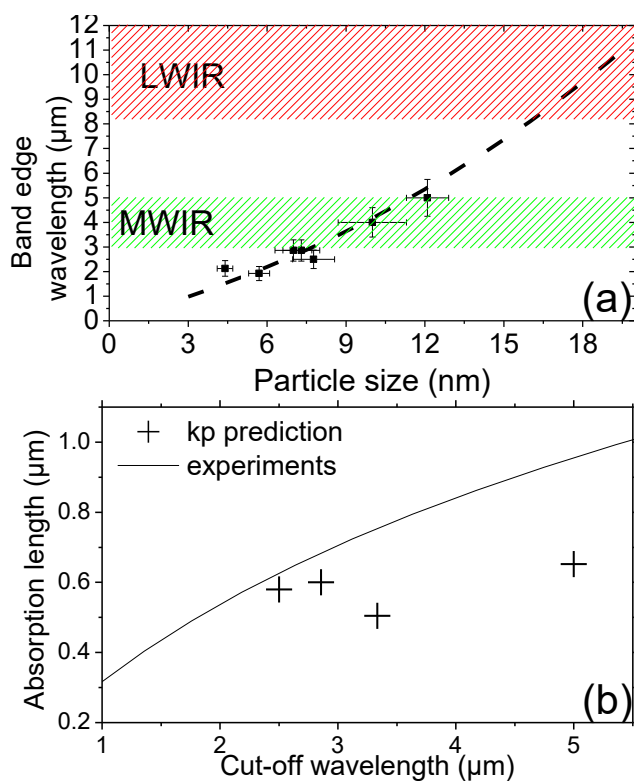 12
11
10
9
8
7
6
5
4
3
2
1
0
LWIR
MWIR
Band edge
wavelength (µm)
(a)
0 3 6 9 12 15 18
Particle size (nm)
kp prediction
experiments
1.0
0.8
0.6
0.4
0.2
Absorption length (µm)
(b)
1 2 3 4 5
Cut-off wavelength (µm)